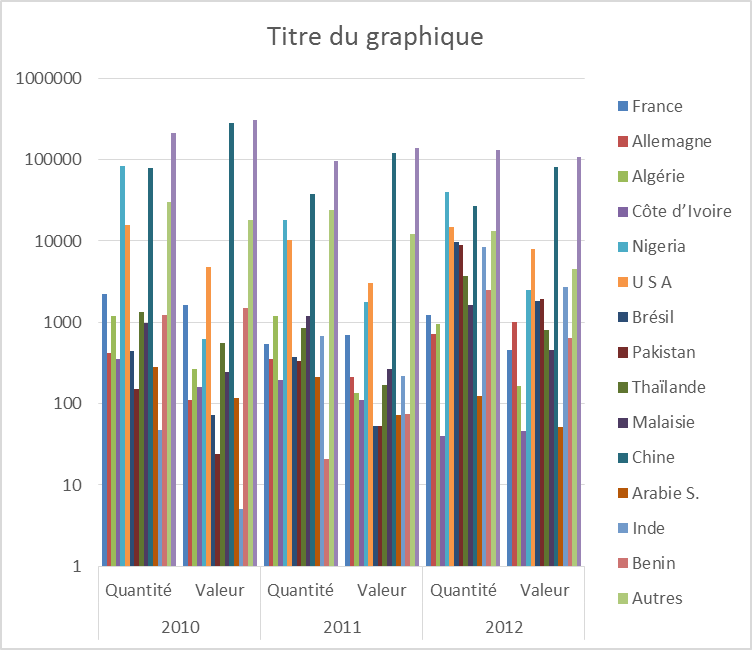 Titre du graphique
1000000
100000
10000
1000
100
10
1
Quantité Valeur Quantité Valeur Quantité Valeur
2010 2011 2012
France
Allemagne
Algérie
Côte d’Ivoire
Nigeria
U S A
Brésil
Pakistan
Thaïlande
Malaisie
Chine
Arabie S.
Inde
Benin
Autres